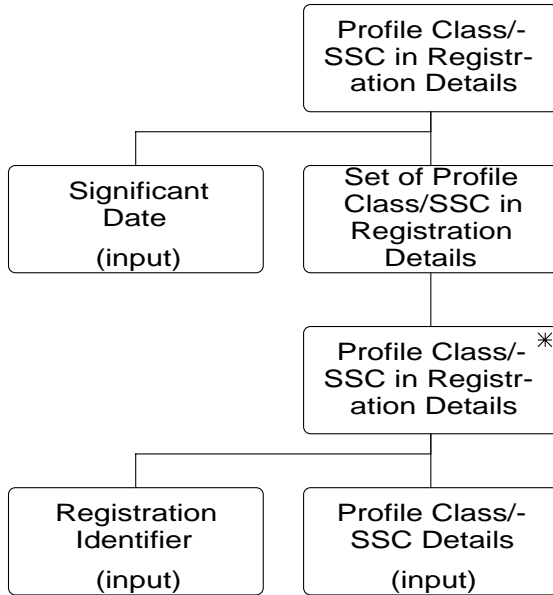 Profile Class/-
SSC in Registr-
ation Details
Significant
Date
(input)
Set of Profile
Class/SSC in
Registration
Details
Profile Class/-
SSC in Registr-
ation Details
*
Registration
Identifier
(input)
Profile Class/-
SSC Details
(input)